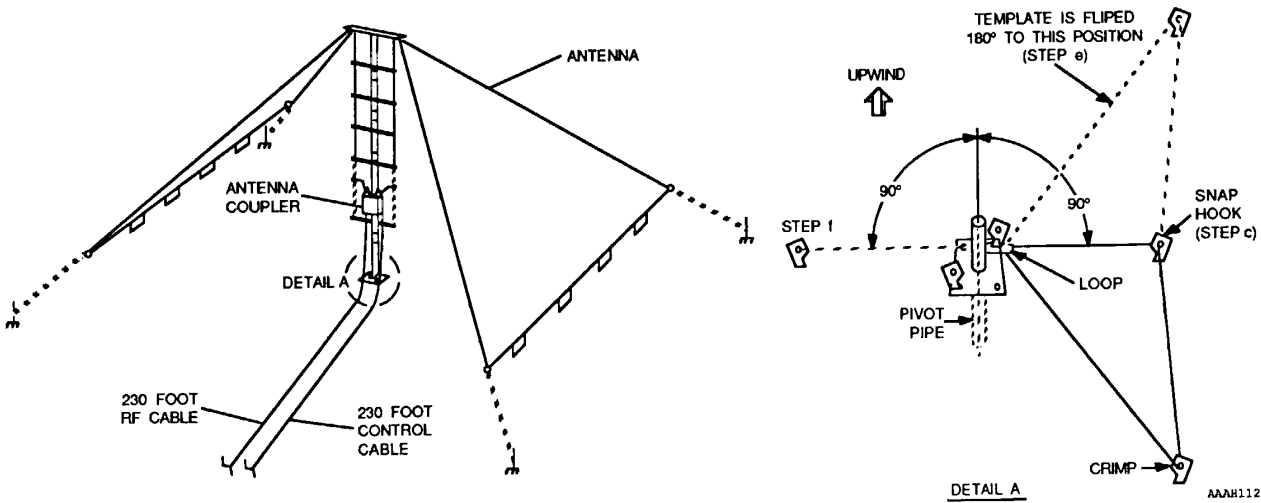 ANTENNA
ANTENNA
COUPLER
DETAIL A
230 FOOT
RF CABLE
230 FOOT
CONTROL
CABLE
TEMPLATE IS FLIPED
180° TO THIS POSITION
(STEP e)
UPWIND
90°
90°
STEP f
SNAP
HOOK
(STEP c)
LOOP
PIVOT
PIPE
CRIMP
DETAIL A
AAAH112